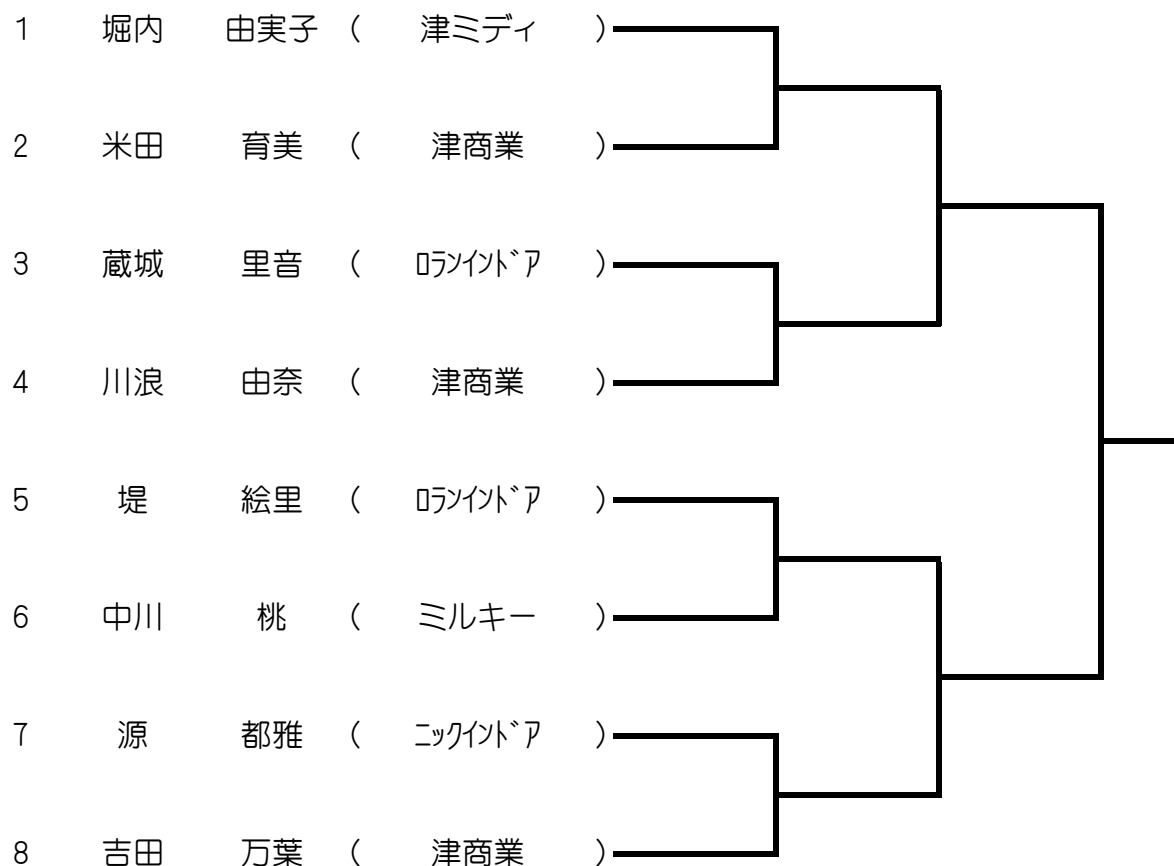 1 堀内 由実子 ( 津ミディ )
2 米田 育美 ( 津商業 )
3 蔵城 里音 ( ﾛﾗﾝｲﾝﾄﾞｱ )
4 川浪 由奈 ( 津商業 )
5 堤 絵里 ( ﾛﾗﾝｲﾝﾄﾞｱ )
6 中川 桃 ( ミルキー )
7 源 都雅 ( ﾆｯｸｲﾝﾄﾞｱ )
8 吉田 万葉 ( 津商業 )